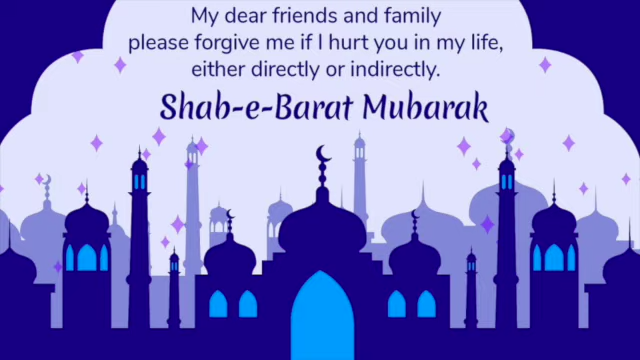 My dear friends and family
please forgive me if I hurt you in my life,
either directly or indirectly.
Shab-e-Barat Mubarak